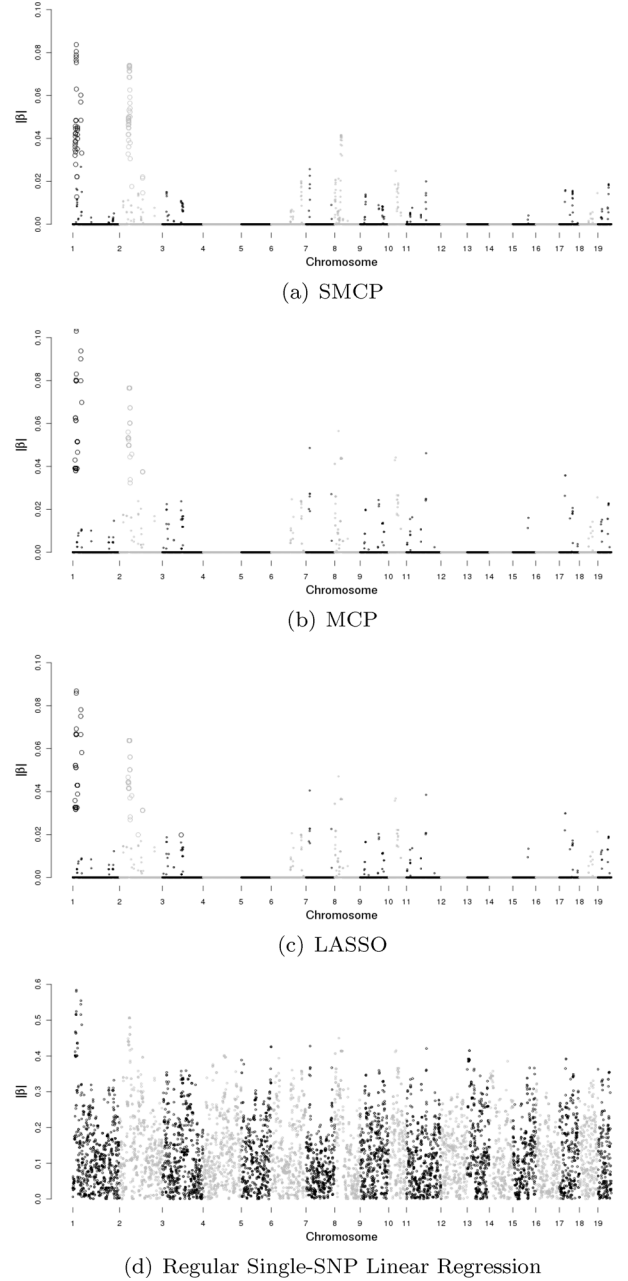 0.10
0.08
0.06
0.04
0.02
0.00
|β|
1 2 3 4 5 6 7 8 9 10 11 12 13 14 15 16 17 18 19
Chromosome
(a) SMCP
0.10
0.08
0.06
0.04
0.02
0.00
|β|
1 2 3 4 5 6 7 8 9 10 11 12 13 14 15 16 17 18 19
Chromosome
(b) MCP
0.10
0.08
0.06
0.04
0.02
0.00
|β|
1 2 3 4 5 6 7 8 9 10 11 12 13 14 15 16 17 18 19
Chromosome
(c) LASSO
0.6
0.5
0.4
0.3
0.2
0.1
0.0
|β|
1 2 3 4 5 6 7 8 9 10 11 12 13 14 15 16 17 18 19
Chromosome
(d) Regular Single-SNP Linear Regression